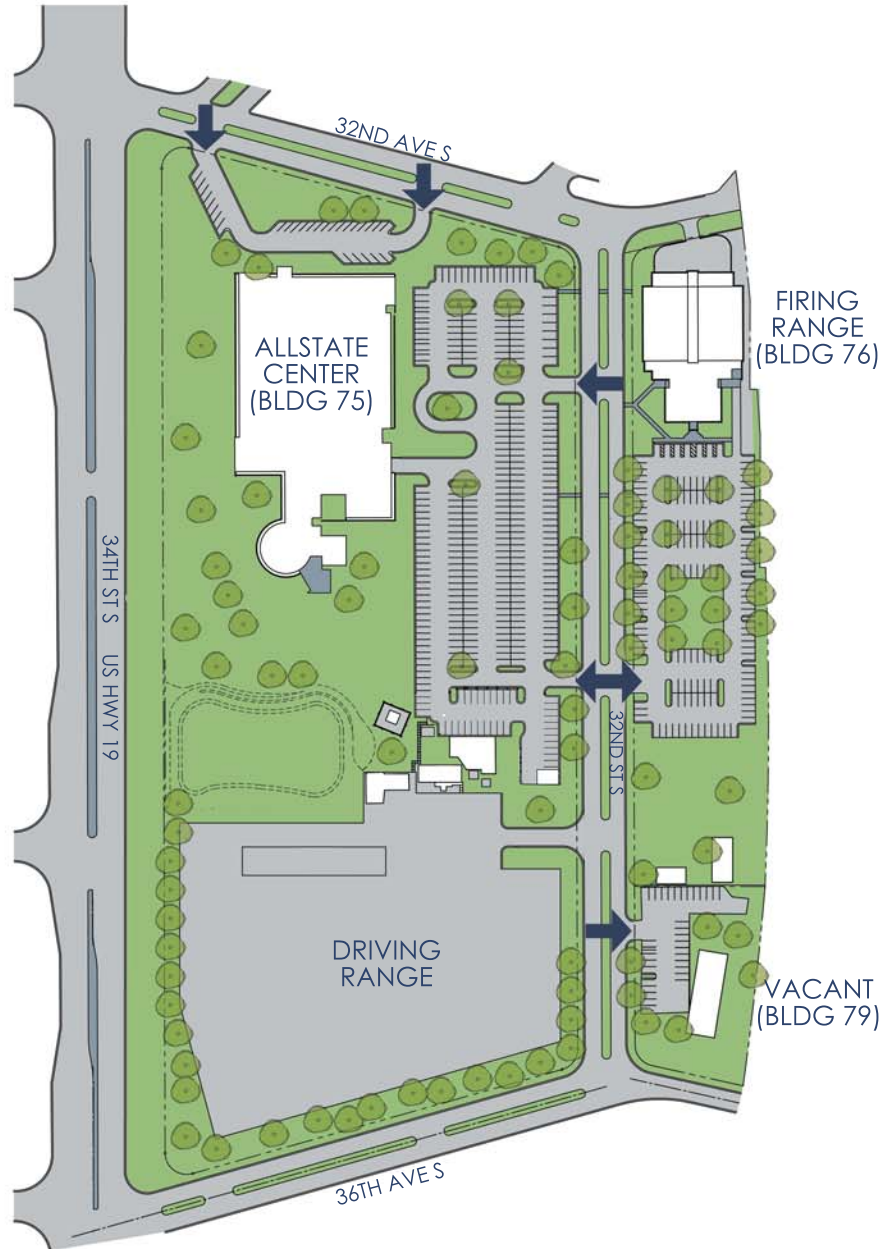 32ND AVE S
FIRING
RANGE
(BLDG 76)
ALLSTATE
CENTER
(BLDG 75)
34TH ST S US HWY 19
32ND ST S
DRIVING
RANGE
VACANT
(BLDG 79)
36TH AVE S